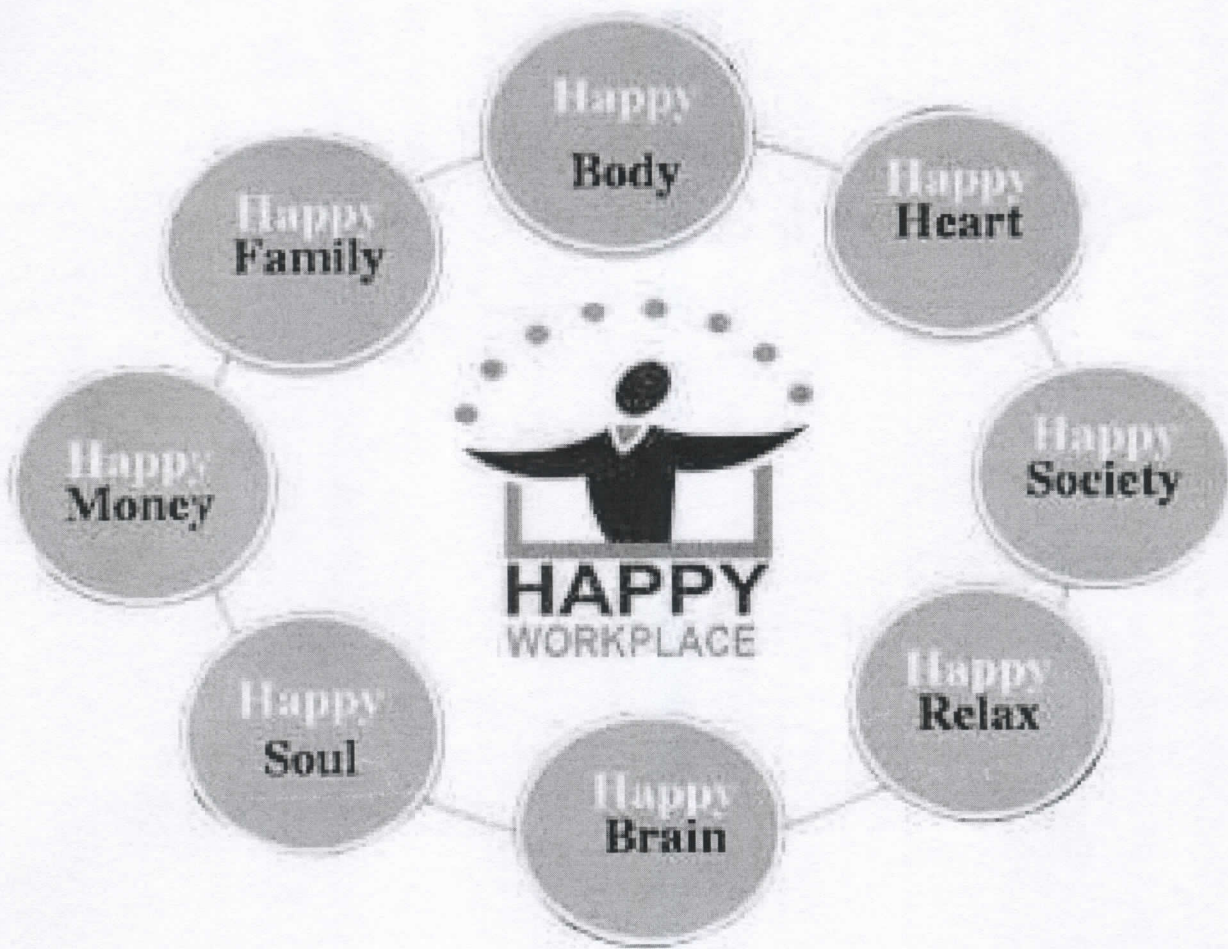 Happy
Body
Happy
Heart
Happy
Society
Happy
Relax
Happy
Brain
Happy
Soul
Happy
Money
Happy
Family
HAPPY
WORKPLACE